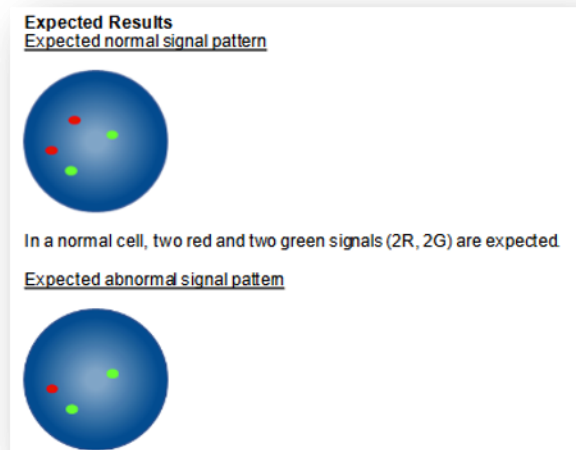 Expected Results
Expected normal signal pattern
In a normal cell, two red and two green signals (2R, 2G) are expected.
Expected abnormal signal pattern